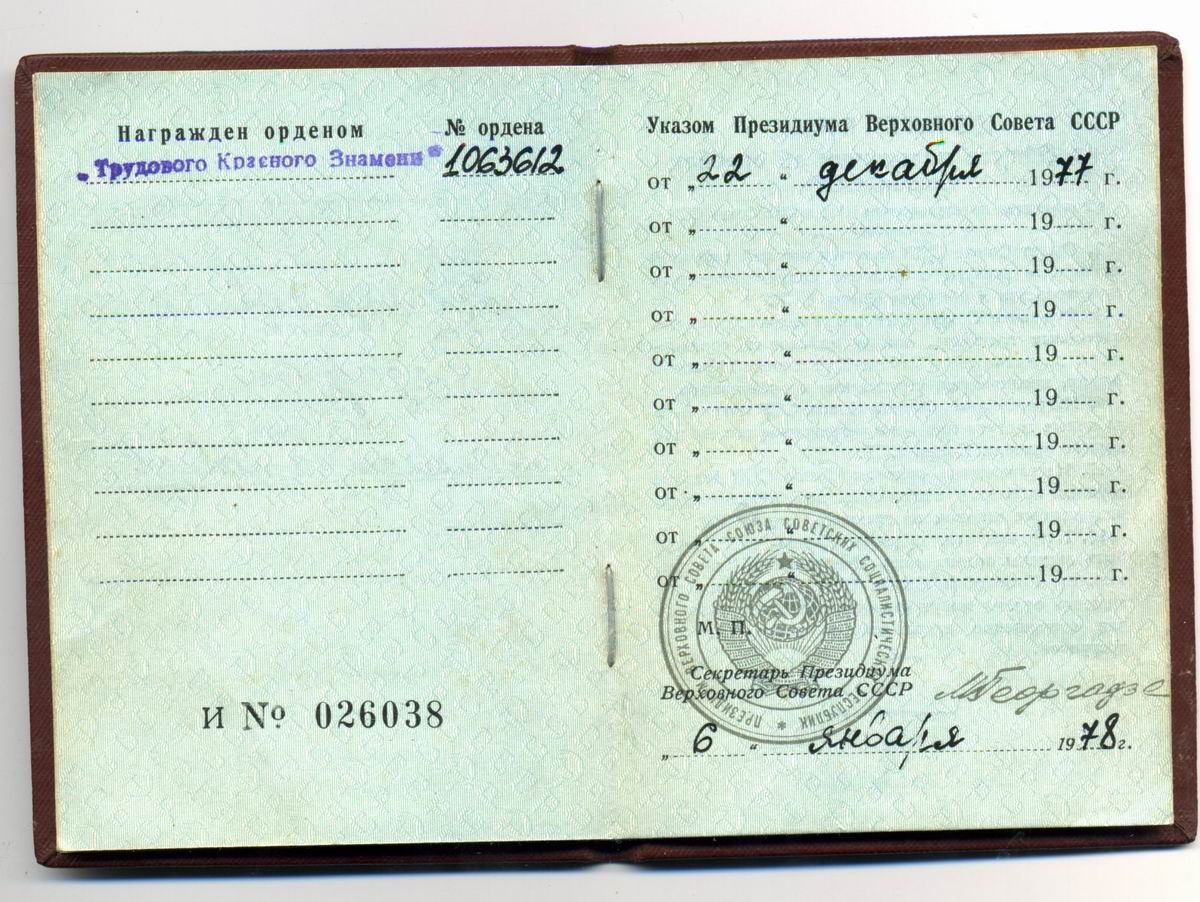 Награжден орденом
№ ордена
„Трудового Красного Знамени“
1063612
И № 026038
Указом Президиума Верховного Совета СССР
от „22“ декабря 1977 г.
от „ “ 19 г.
от „ “ 19 г.
от „ “ 19 г.
от „ “ 19 г.
от „ “ 19 г.
от „ “ 19 г.
от „ “ 19 г.
от „ “ 19 г.
от „ “ 19 г.
ПРЕЗИДИУМ ВЕРХОВНОГО СОВЕТА СОЮЗА СОВЕТСКИХ СОЦИАЛИСТИЧЕСКИХ РЕСПУБЛИК *
М. П.
Секретарь Президиума
Верховного Совета СССР
МГеоргадзе
„6“ января 1978 г.